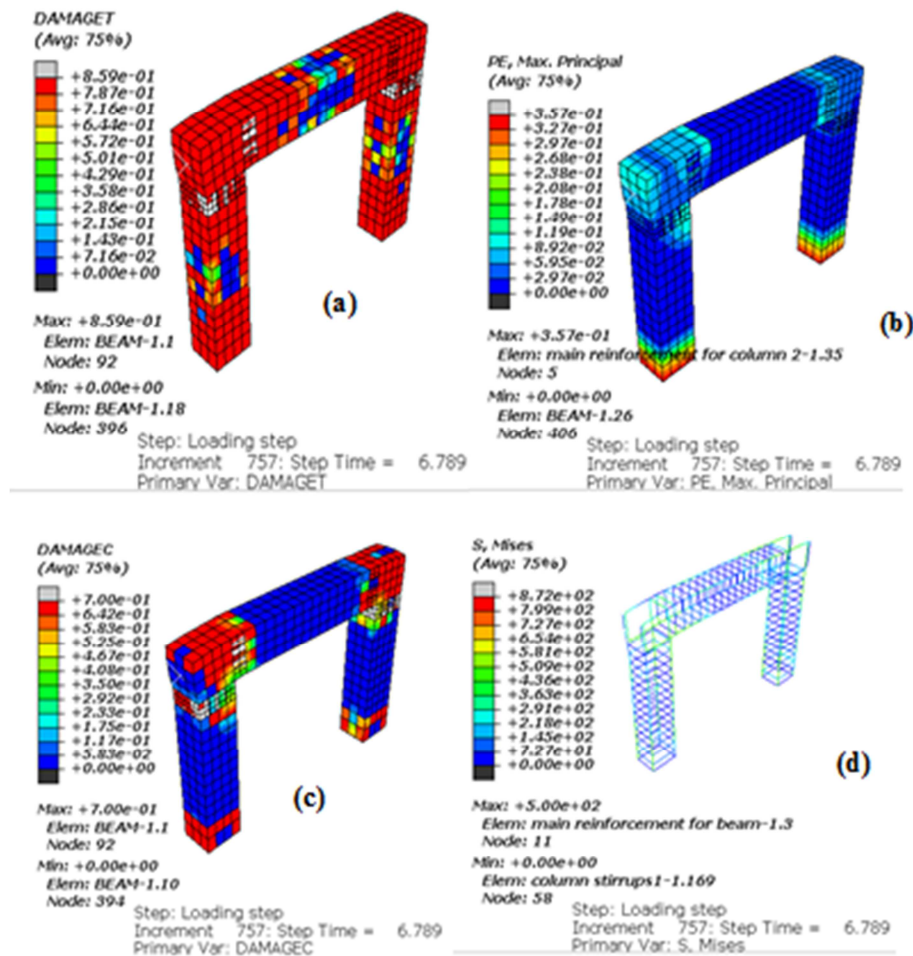 DAMAGET
(Avg: 75%)
+8.59e-01
+7.87e-01
+7.16e-01
+6.44e-01
+5.72e-01
+5.01e-01
+4.29e-01
+3.58e-01
+2.86e-01
+2.15e-01
+1.43e-01
+7.16e-02
+0.00e+00
Max: +8.59e-01
Elem: BEAM-1.1
Node: 92
Min: +0.00e+00
Elem: BEAM-1.18
Node: 396
(a)
Step: Loading step
Increment 757: Step Time = 6.789
Primary Var: DAMAGET
PE, Max. Principal
(Avg: 75%)
+3.57e-01
+3.27e-01
+2.97e-01
+2.68e-01
+2.38e-01
+2.08e-01
+1.78e-01
+1.49e-01
+1.19e-01
+8.92e-02
+5.95e-02
+2.97e-02
+0.00e+00
Max: +3.57e-01
Elem: main reinforcement for column 2-1.35
Node: 5
Min: +0.00e+00
Elem: BEAM-1.26
Node: 406
(b)
Step: Loading step
Increment 757: Step Time = 6.789
Primary Var: PE, Max. Principal
DAMAGEC
(Avg: 75%)
+7.00e-01
+6.42e-01
+5.83e-01
+5.25e-01
+4.67e-01
+4.08e-01
+3.50e-01
+2.92e-01
+2.33e-01
+1.75e-01
+1.17e-01
+5.83e-02
+0.00e+00
Max: +7.00e-01
Elem: BEAM-1.1
Node: 92
Min: +0.00e+00
Elem: BEAM-1.10
Node: 394
(c)
Step: Loading step
Increment 757: Step Time = 6.789
Primary Var: DAMAGEC
S, Mises
(Avg: 75%)
+8.72e+02
+7.99e+02
+7.27e+02
+6.54e+02
+5.81e+02
+5.09e+02
+4.36e+02
+3.63e+02
+2.91e+02
+2.18e+02
+1.45e+02
+7.27e+01
+0.00e+00
Max: +5.00e+02
Elem: main reinforcement for beam-1.3
Node: 11
Min: +0.00e+00
Elem: column stirrups1-1.169
Node: 58
(d)
Step: Loading step
Increment 757: Step Time = 6.789
Primary Var: S, Mises